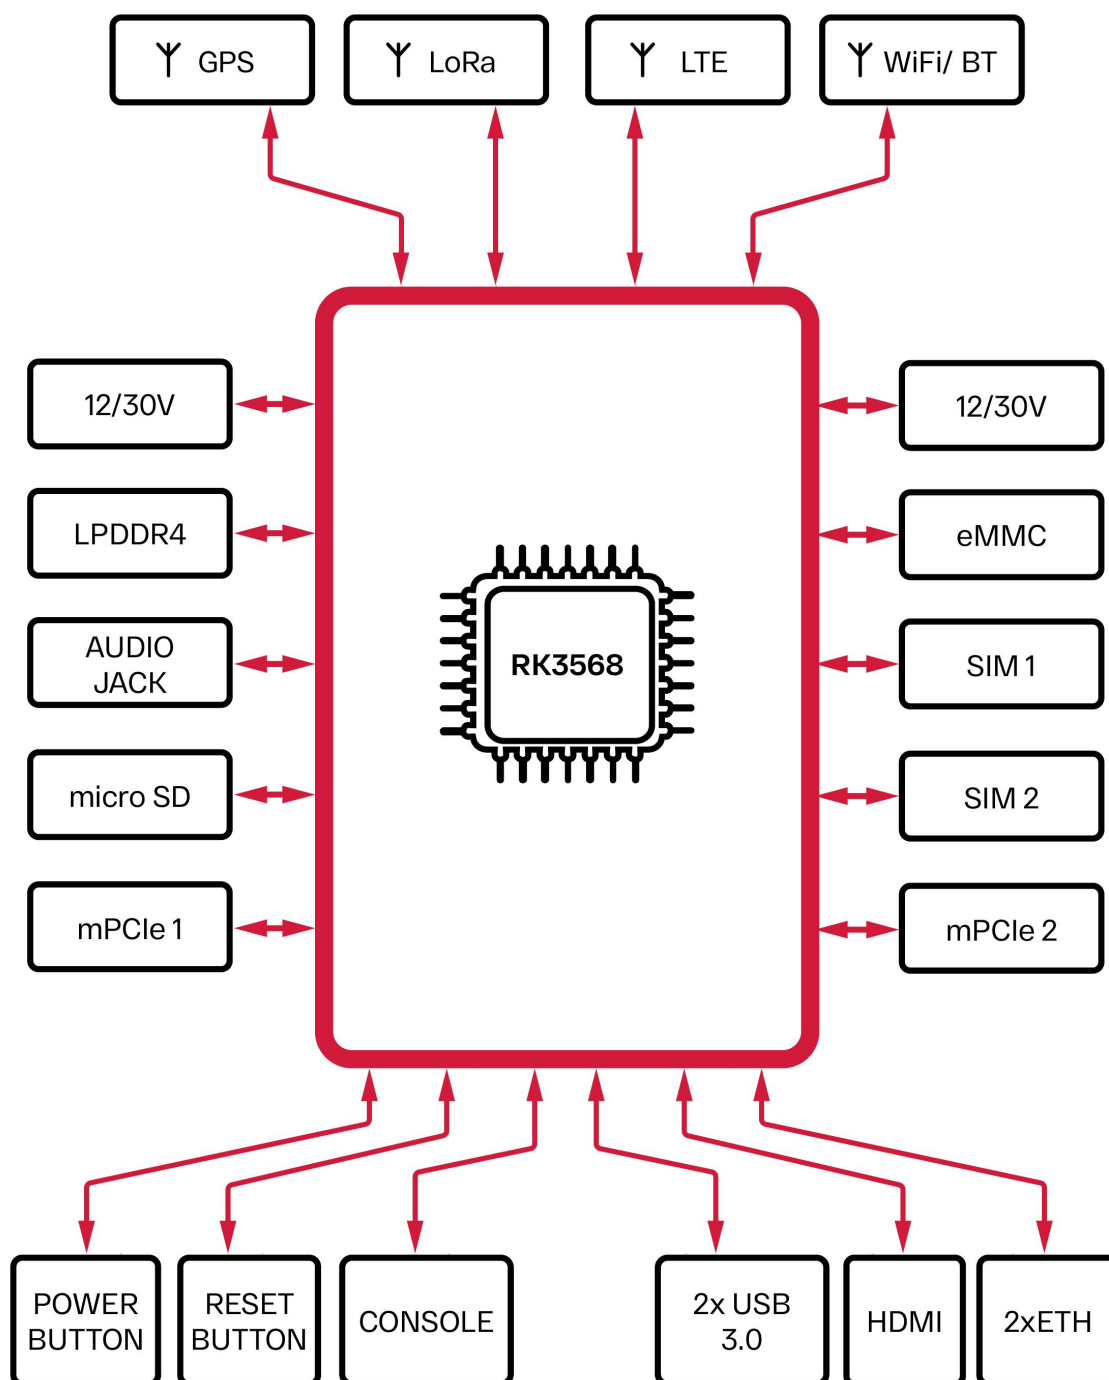 GPS
LoRa
LTE
WiFi/ BT
12/30V
12/30V
LPDDR4
eMMC
AUDIO
JACK
SIM 1
RK3568
micro SD
SIM 2
mPCIe 1
mPCIe 2
POWER
BUTTON
RESET
BUTTON
CONSOLE
2x USB
3.0
HDMI
2xETH